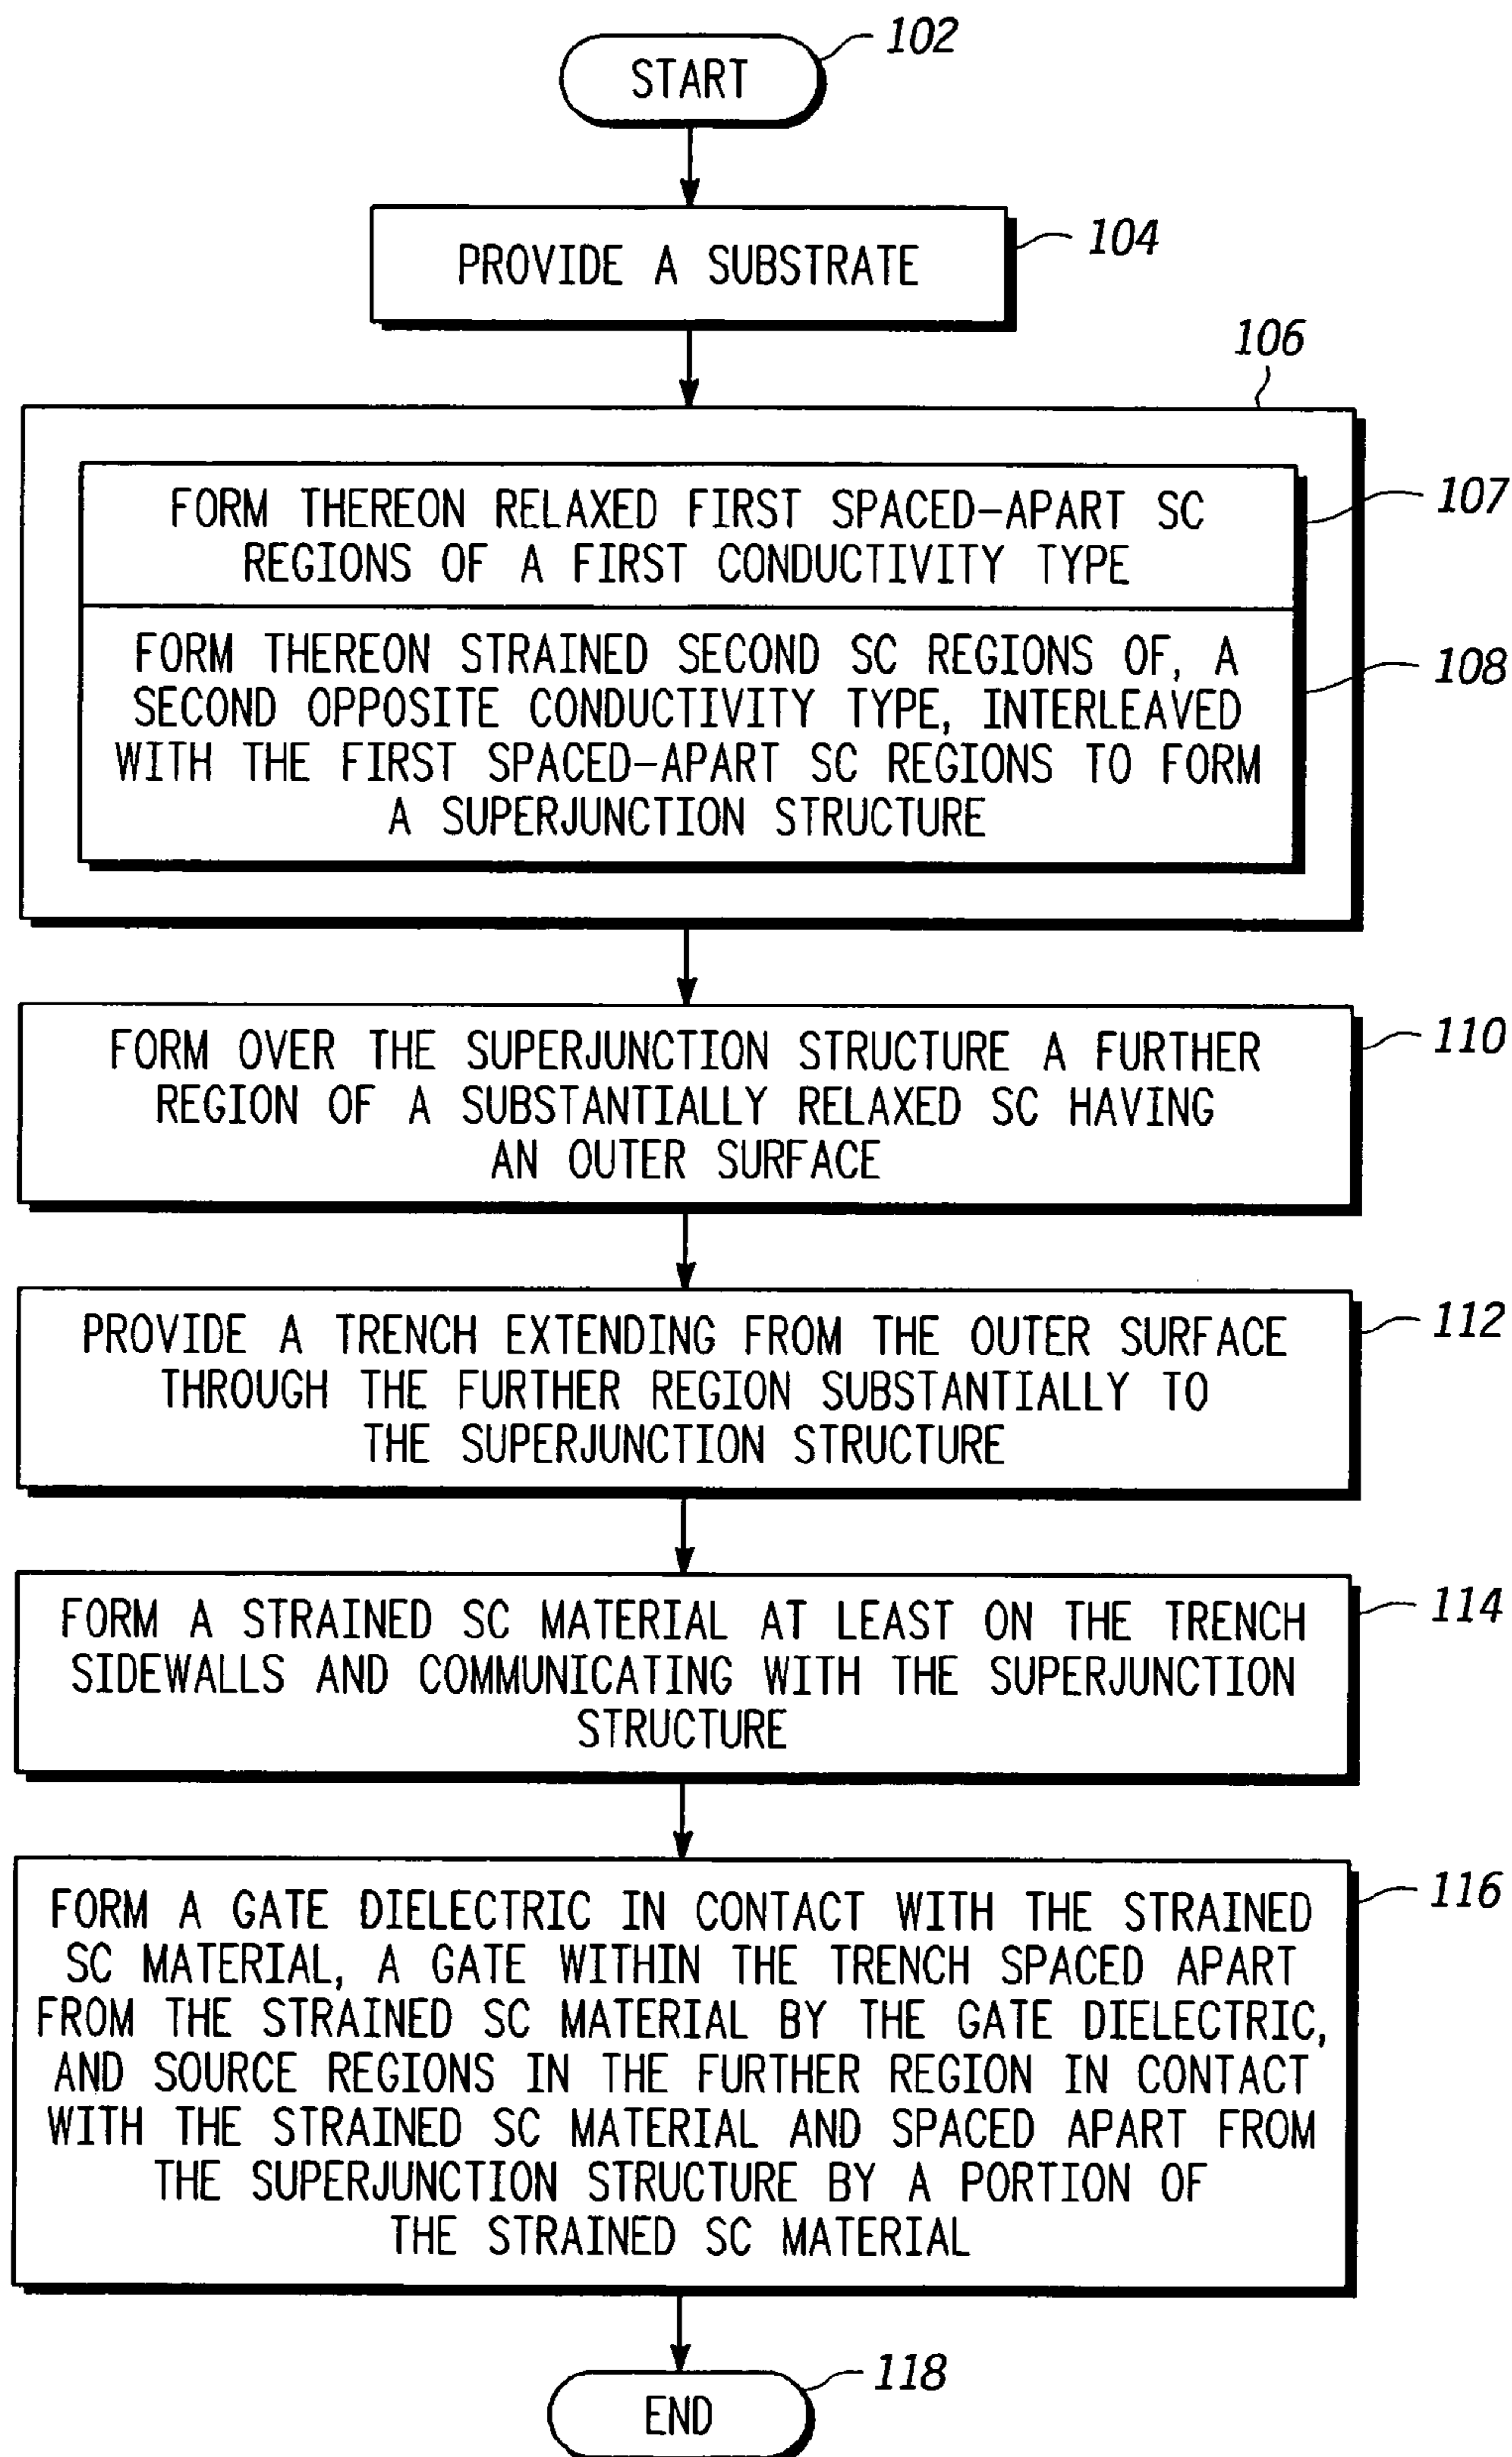 102
START
104
PROVIDE A SUBSTRATE
106
107
FORM THEREON RELAXED FIRST SPACED-APART SC
REGIONS OF A FIRST CONDUCTIVITY TYPE
108
FORM THEREON STRAINED SECOND SC REGIONS OF, A
SECOND OPPOSITE CONDUCTIVITY TYPE, INTERLEAVED
WITH THE FIRST SPACED-APART SC REGIONS TO FORM
A SUPERJUNCTION STRUCTURE
110
FORM OVER THE SUPERJUNCTION STRUCTURE A FURTHER
REGION OF A SUBSTANTIALLY RELAXED SC HAVING
AN OUTER SURFACE
112
PROVIDE A TRENCH EXTENDING FROM THE OUTER SURFACE
THROUGH THE FURTHER REGION SUBSTANTIALLY TO
THE SUPERJUNCTION STRUCTURE
114
FORM A STRAINED SC MATERIAL AT LEAST ON THE TRENCH
SIDEWALLS AND COMMUNICATING WITH THE SUPERJUNCTION
STRUCTURE
116
FORM A GATE DIELECTRIC IN CONTACT WITH THE STRAINED
SC MATERIAL, A GATE WITHIN THE TRENCH SPACED APART
FROM THE STRAINED SC MATERIAL BY THE GATE DIELECTRIC,
AND SOURCE REGIONS IN THE FURTHER REGION IN CONTACT
WITH THE STRAINED SC MATERIAL AND SPACED APART FROM
THE SUPERJUNCTION STRUCTURE BY A PORTION OF
THE STRAINED SC MATERIAL
118
END